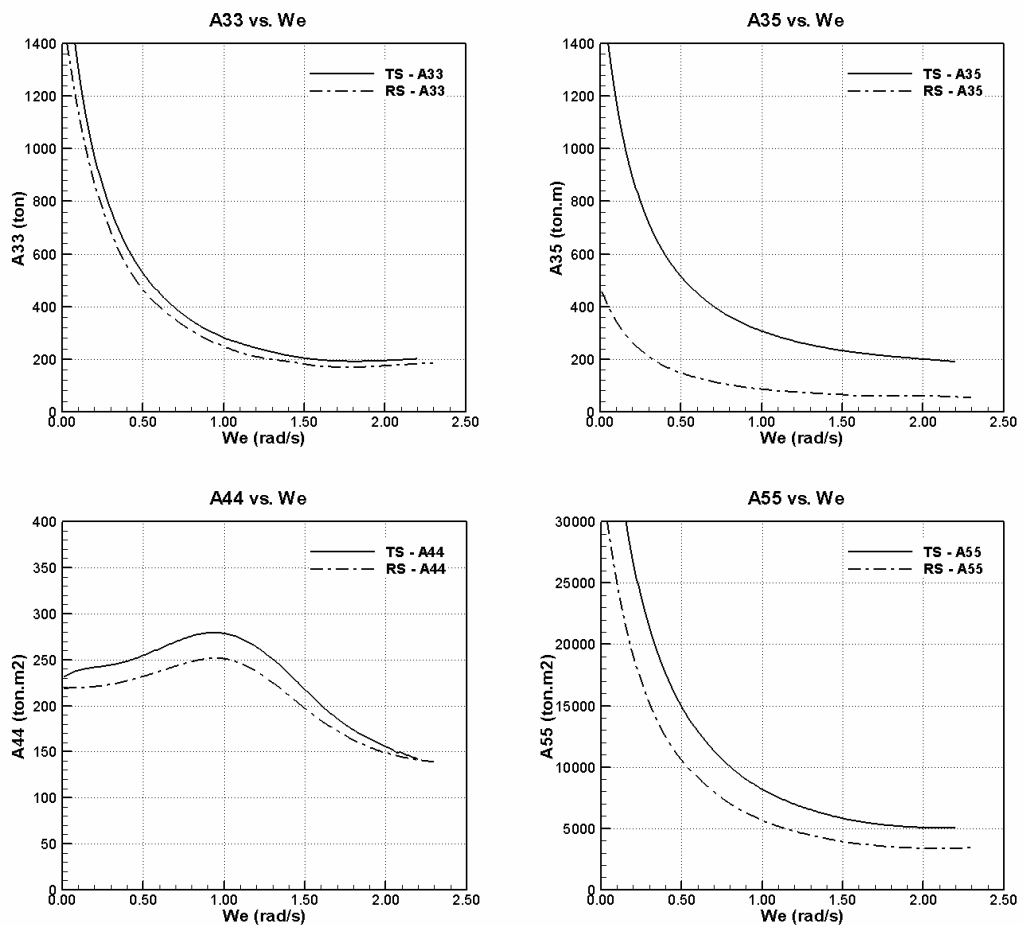 A33 vs. We
1400
1200
1000
800
600
400
200
0
A33 (ton)
TS - A33
RS - A33
0.00 0.50 1.00 1.50 2.00 2.50
We (rad/s)
A35 vs. We
1400
1200
1000
800
600
400
200
0
A35 (ton.m)
TS - A35
RS - A35
0.00 0.50 1.00 1.50 2.00 2.50
We (rad/s)
A44 vs. We
400
350
300
250
200
150
100
50
0
A44 (ton.m2)
TS - A44
RS - A44
0.00 0.50 1.00 1.50 2.00 2.50
We (rad/s)
A55 vs. We
30000
25000
20000
15000
10000
5000
0
A55 (ton.m2)
TS - A55
RS - A55
0.00 0.50 1.00 1.50 2.00 2.50
We (rad/s)